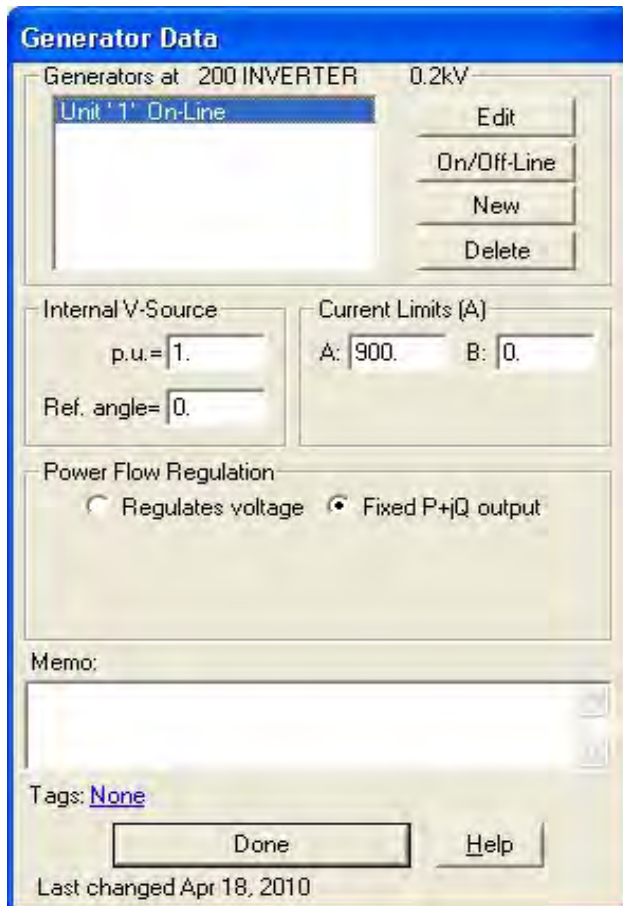 Generator Data
Generators at 200 INVERTER 0.2kV
Unit '1' On-Line
Edit
On/Off-Line
New
Delete
Internal V-Source
p.u.= 1.
Ref. angle= 0.
Current Limits (A)
A: 900. B: 0.
Power Flow Regulation
Regulates voltage Fixed P+jQ output
Memo:
Tags: None
Done Help
Last changed Apr 18, 2010